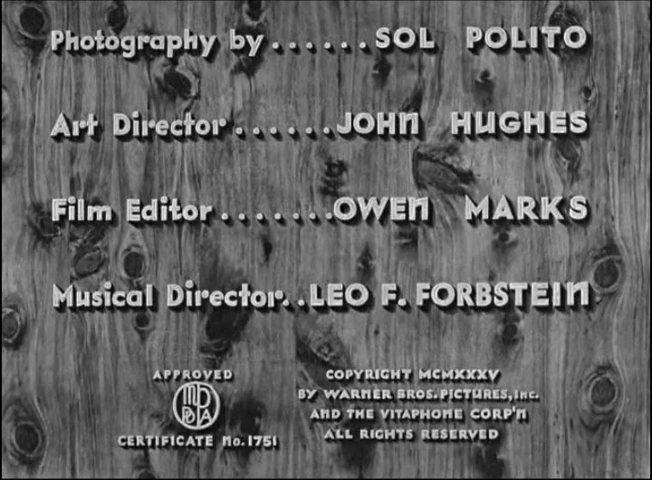 Photography by......SOL POLITO
Art Director......JOHN HUGHES
Film Editor.......OWEN MARKS
Musical Director..LEO F. FORBSTEIN
APPROVED
MPPDA
CERTIFICATE No. 1751
COPYRIGHT MCMXXXV
BY WARNER BROS. PICTURES, Inc.
AND THE VITAPHONE CORP'N
ALL RIGHTS RESERVED